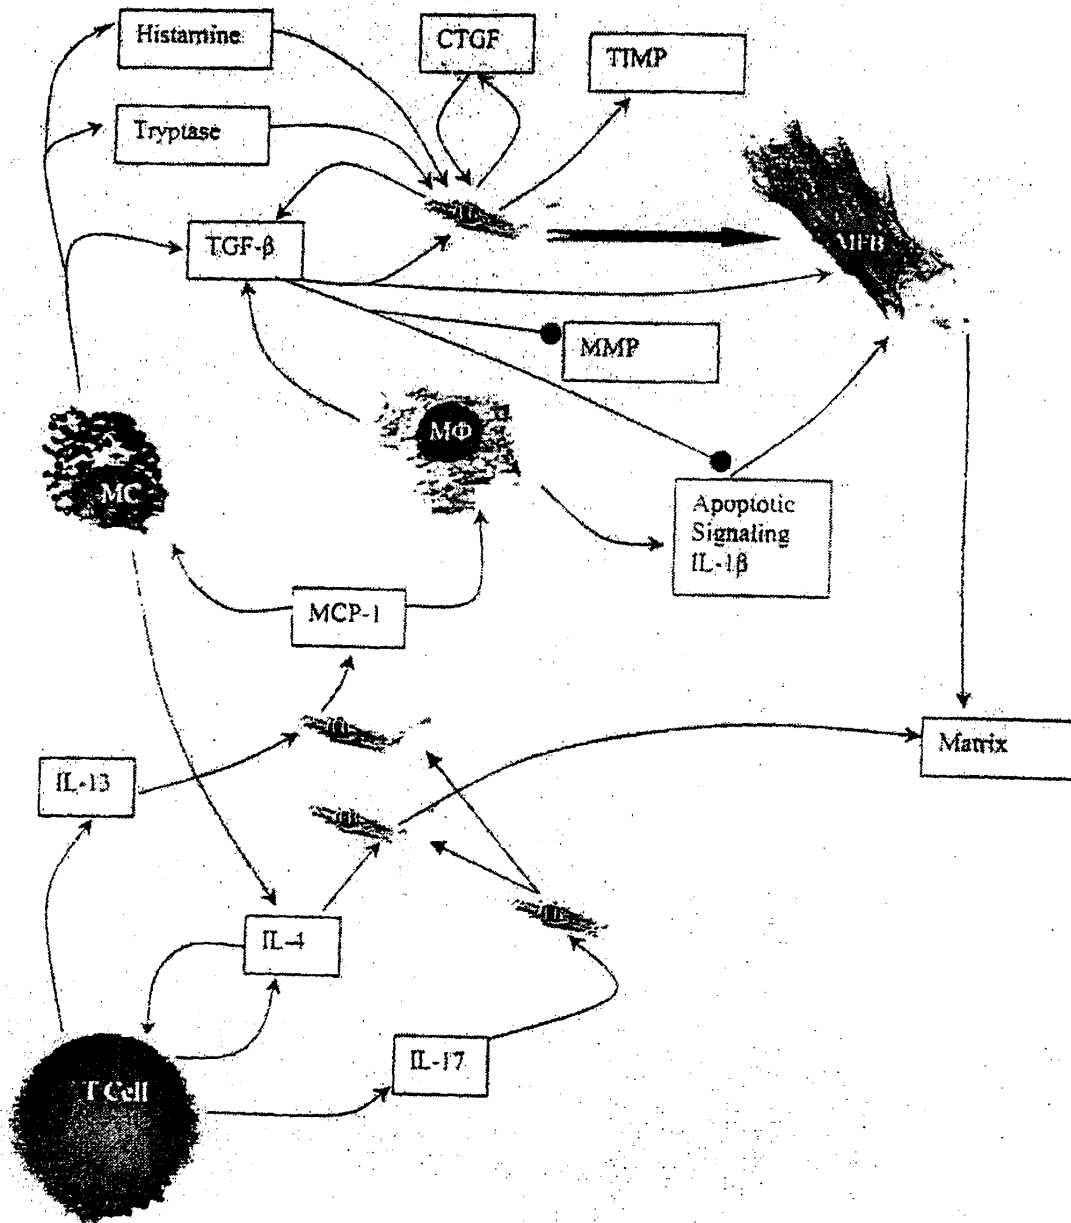 Histamine
CTGF
TIMP
Tryptase
TGF-β
MFB
MMP
MΦ
MC
Apoptotic
Signaling
IL-1β
MCP-1
Matrix
IL-13
IL-4
IL-17
T Cell